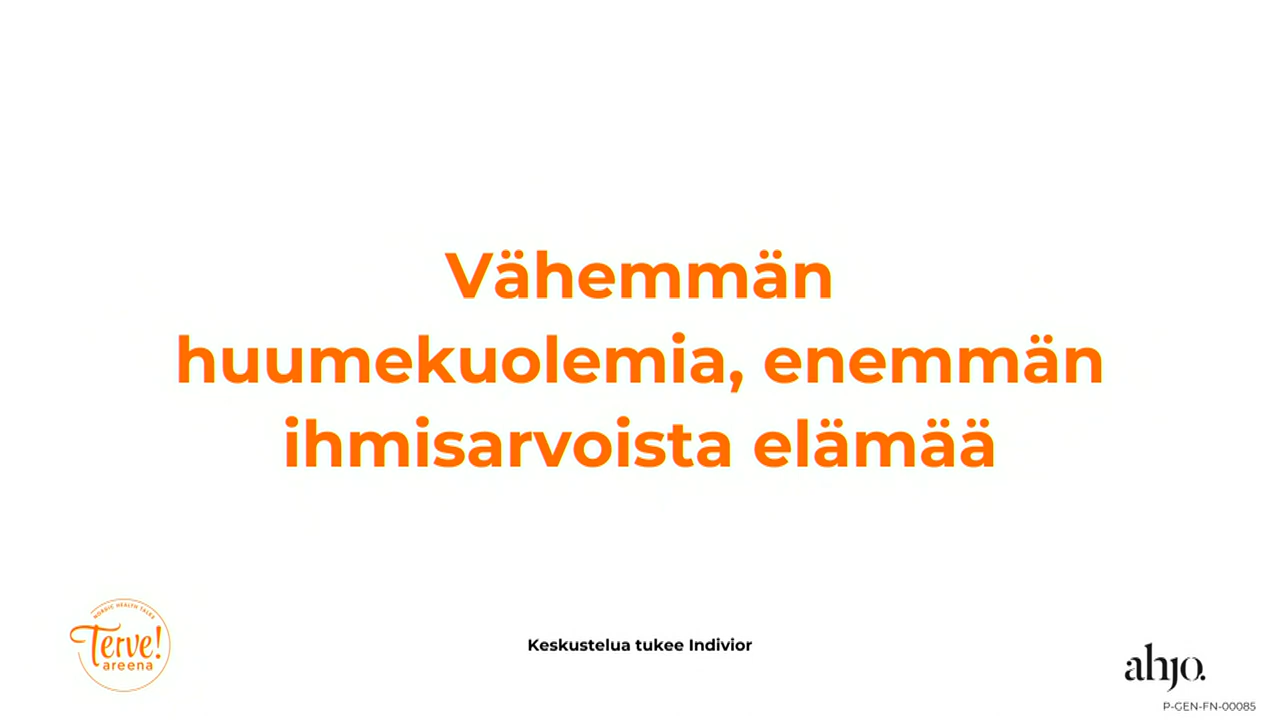 Vähemmän
huumekuolemia, enemmän
ihmisarvoista elämää
NORDIC HEALTH TALKS
Terve!
areena
Keskustelua tukee Indivior
ahjo.
P-GEN-FN-00085